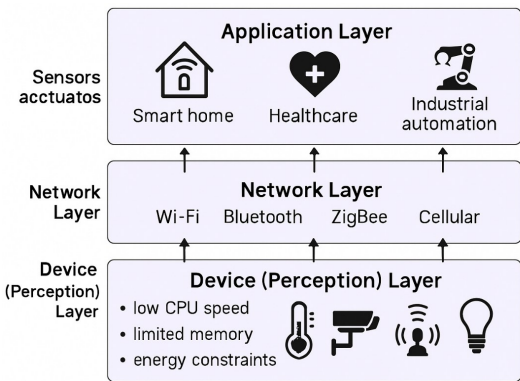 Application Layer
Sensors
acctuatos
Smart home
Healthcare
Industrial
automation
Network
Layer
Network Layer
Wi-Fi Bluetooth ZigBee Cellular
Device
(Perception)
Layer
Device (Perception) Layer
• low CPU speed
• limited memory
• energy constraints